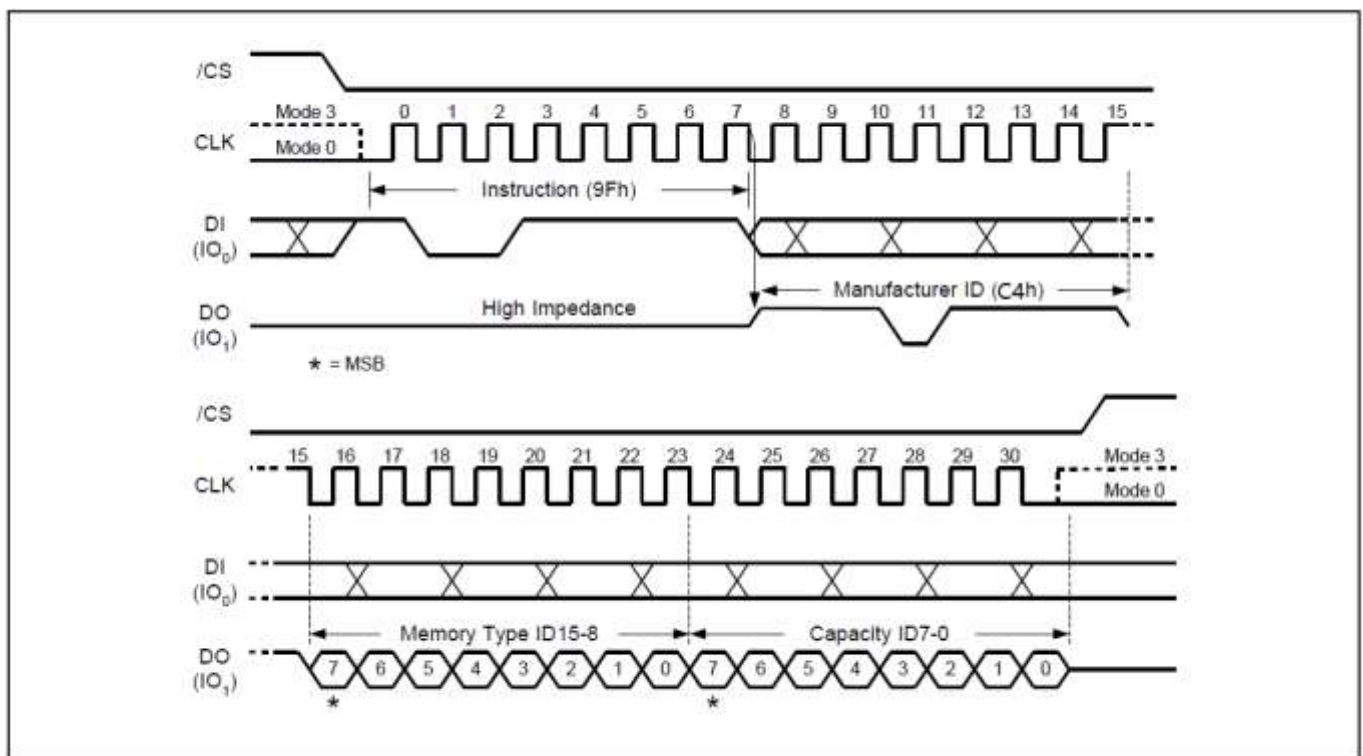 /CS
Mode 3 0 1 2 3 4 5 6 7 8 9 10 11 12 13 14 15
CLK
Mode 0
Instruction (9Fh)
DI
(IO₀)
Manufacturer ID (C4h)
High Impedance
DO
(IO₁)
* = MSB
/CS
15 16 17 18 19 20 21 22 23 24 25 26 27 28 29 30 Mode 3
CLK
Mode 0
DI
(IO₀)
Memory Type ID15-8 Capacity ID7-0
DO
(IO₁)
7 6 5 4 3 2 1 0 7 6 5 4 3 2 1 0
* *